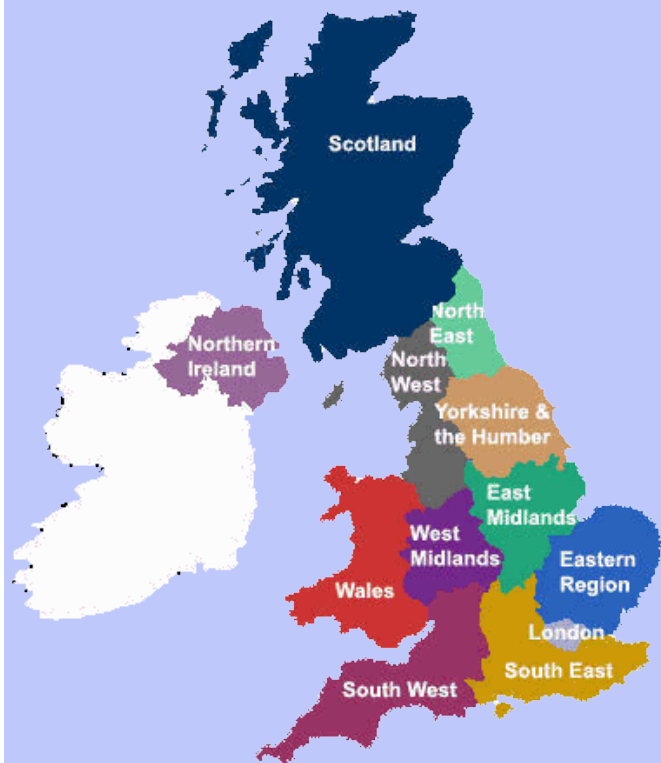 Scotland
North
East
Northern
Ireland
North
West
Yorkshire &
the Humber
East
Midlands
West
Midlands
Eastern
Region
Wales
London
South East
South West